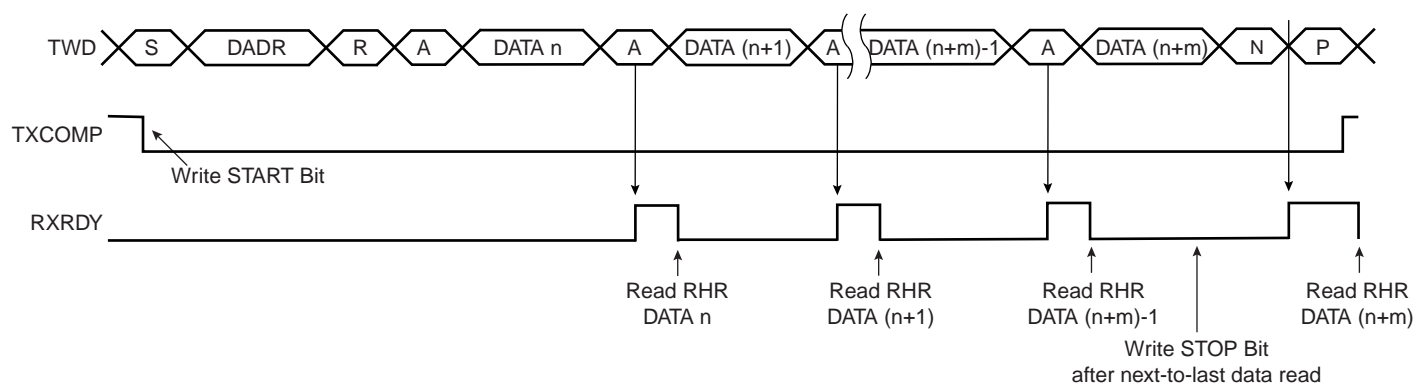 TWD S DADR R A DATA n A DATA (n+1) A DATA (n+m)-1 A DATA (n+m) N P
TXCOMP
Write START Bit
RXRDY
Read RHR
DATA n
Read RHR
DATA (n+1)
Read RHR
DATA (n+m)-1
Read RHR
DATA (n+m)
Write STOP Bit
after next-to-last data read